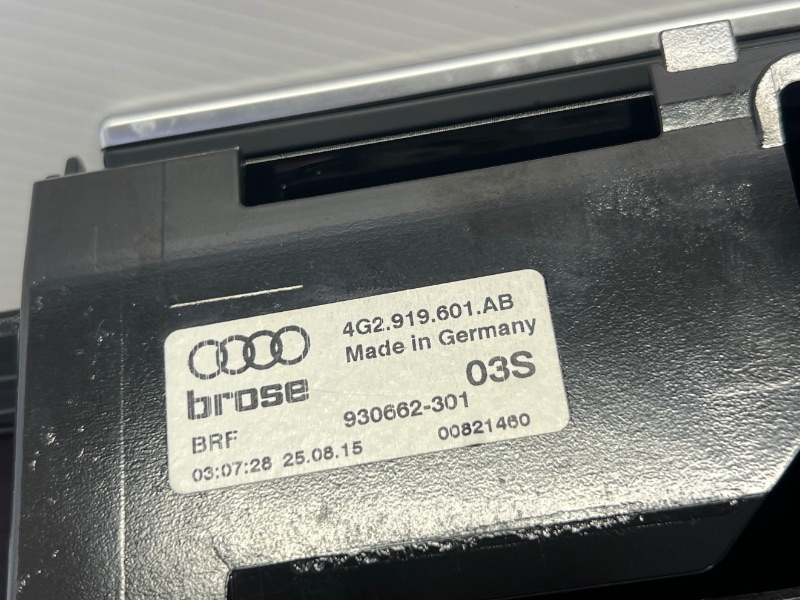 4G2.919.601.AB
Made in Germany
brose
03S
930662-301
BRF
00821460
03:07:28 25.08.15